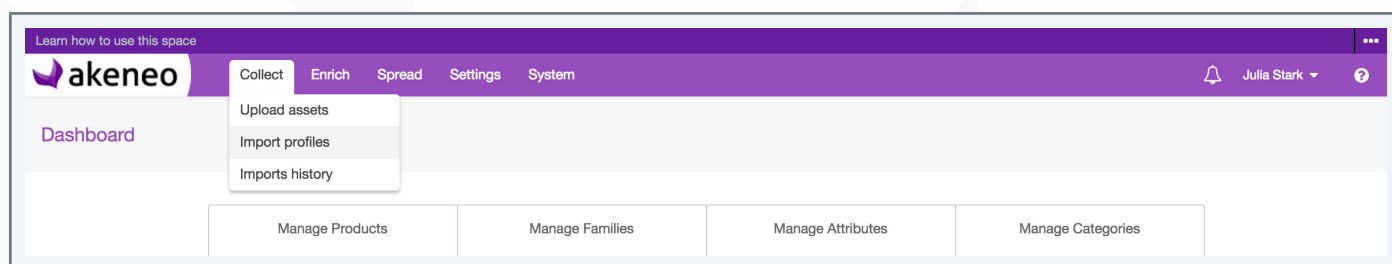 Learn how to use this space
akeneo Collect Enrich Spread Settings System Julia Stark
Upload assets
Dashboard
Import profiles
Imports history
Manage Products Manage Families Manage Attributes Manage Categories